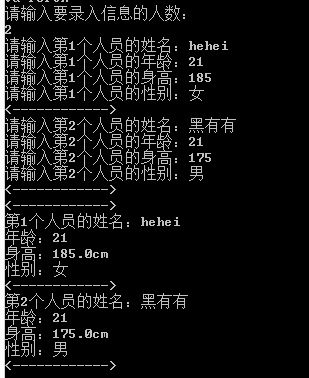 请输入要录入信息的人数：
2
请输入第1个人员的姓名：hehei
请输入第1个人员的年龄：21
请输入第1个人员的身高：185
请输入第1个人员的性别：女
<------------>
请输入第2个人员的姓名：黑有有
请输入第2个人员的年龄：21
请输入第2个人员的身高：175
请输入第2个人员的性别：男
<------------>
<------------>
第1个人员的姓名：hehei
年龄：21
身高：185.0cm
性别：女
<------------>
第2个人员的姓名：黑有有
年龄：21
身高：175.0cm
性别：男
<------------>